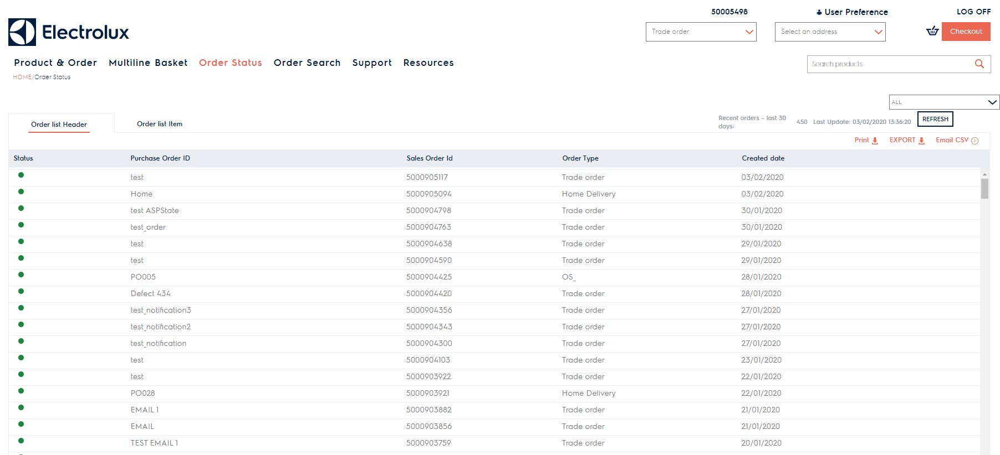 50005498 User Preference LOG OFF
Electrolux
Trade order Select an address Checkout
Product & Order Multiline Basket Order Status Order Search Support Resources
Search products
HOME/Order Status
ALL
Order list Header Order list Item
Recent orders – last 30 days: 450 Last Update: 03/02/2020 13:36:20 REFRESH
Print EXPORT Email CSV
Status Purchase Order ID Sales Order Id Order Type Created date
test 5000905117 Trade order 03/02/2020
Home 5000905094 Home Delivery 03/02/2020
test ASPState 5000904798 Trade order 30/01/2020
test_order 5000904763 Trade order 30/01/2020
test 5000904638 Trade order 29/01/2020
test 5000904590 Trade order 29/01/2020
PO005 5000904425 OS_ 28/01/2020
Defect 434 5000904420 Trade order 28/01/2020
test_notification3 5000904356 Trade order 27/01/2020
test_notification2 5000904343 Trade order 27/01/2020
test_notification 5000904300 Trade order 27/01/2020
test 5000904103 Trade order 23/01/2020
test 5000903922 Trade order 22/01/2020
PO028 5000903921 Home Delivery 22/01/2020
EMAIL 1 5000903882 Trade order 21/01/2020
EMAIL 5000903856 Trade order 21/01/2020
TEST EMAIL 1 5000903759 Trade order 20/01/2020